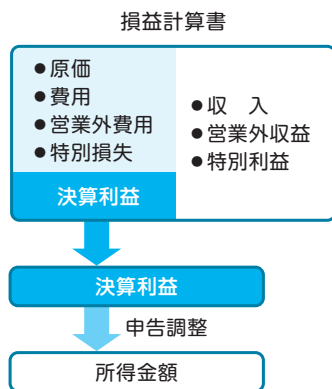 損益計算書
●原価
●費用
●営業外費用
●特別損失
決算利益
●収　入
●営業外収益
●特別利益
決算利益
申告調整
所得金額